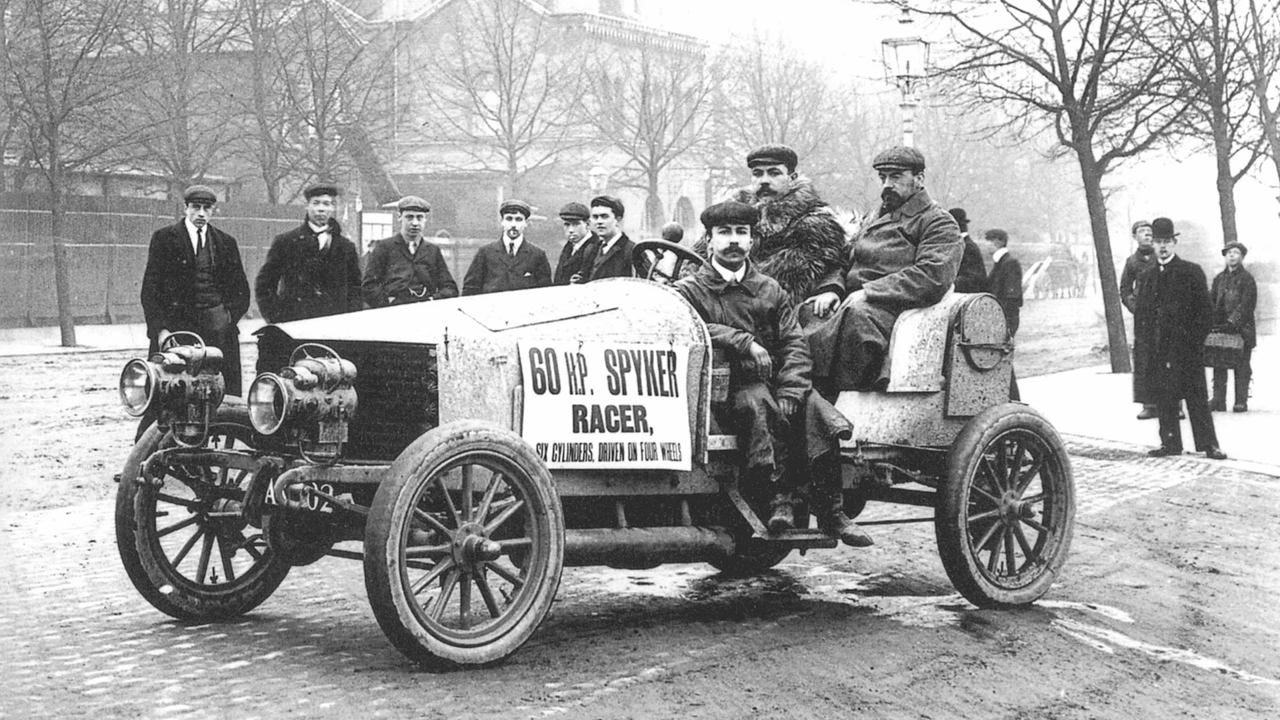 60 H.P. SPYKER
RACER,
SIX CYLINDERS, DRIVEN ON FOUR WHEELS